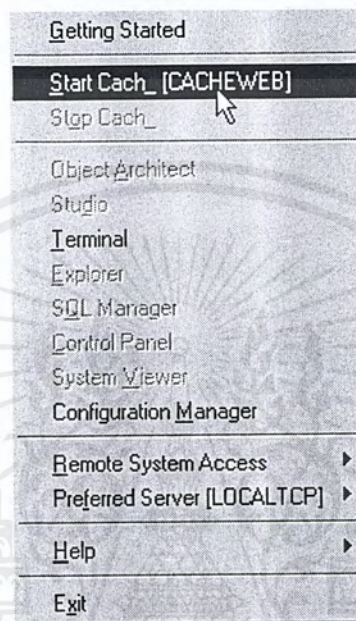 Getting Started
Start Cach_ [CACHEWEB]
Stop Cach_
Object Architect
Studio
Terminal
Explorer
SQL Manager
Control Panel
System Viewer
Configuration Manager
Remote System Access
Preferred Server [LOCALTCP]
Help
Exit